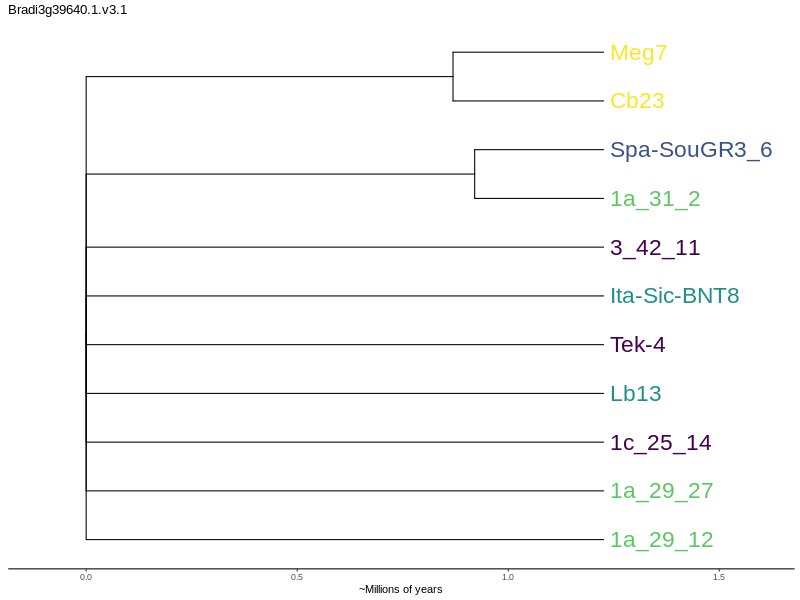 Bradi3g39640.1.v3.1
Meg7
Cb23
Spa-SouGR3_6
1a_31_2
3_42_11
Ita-Sic-BNT8
Tek-4
Lb13
1c_25_14
1a_29_27
1a_29_12
0.0 0.5 1.0 1.5
~Millions of years